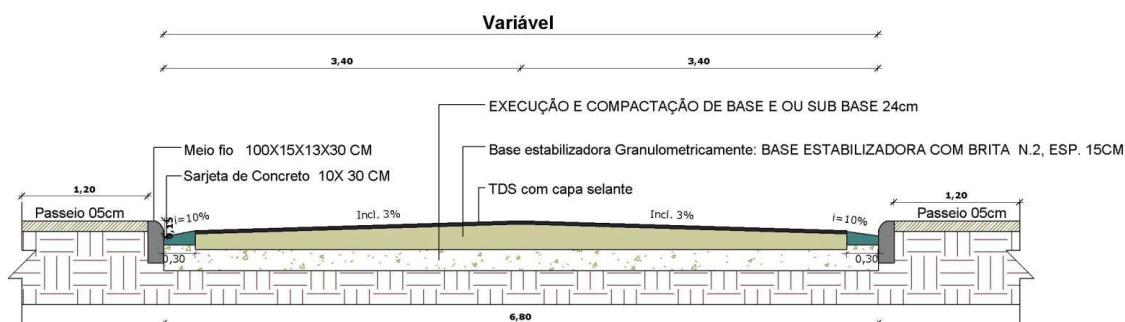 Variável
3,40
3,40
EXECUÇÃO E COMPACTAÇÃO DE BASE E OU SUB BASE 24cm
Meio fio 100X15X13X30 CM
Base estabilizadora Granulometricamente: BASE ESTABILIZADORA COM BRITA N.2, ESP. 15CM
Sarjeta de Concreto 10X 30 CM
TDS com capa selante
1,20
1,20
Passeio 05cm
0,15
i=10%
Incl. 3%
Incl. 3%
i=10%
Passeio 05cm
0,30
0,30
6,80